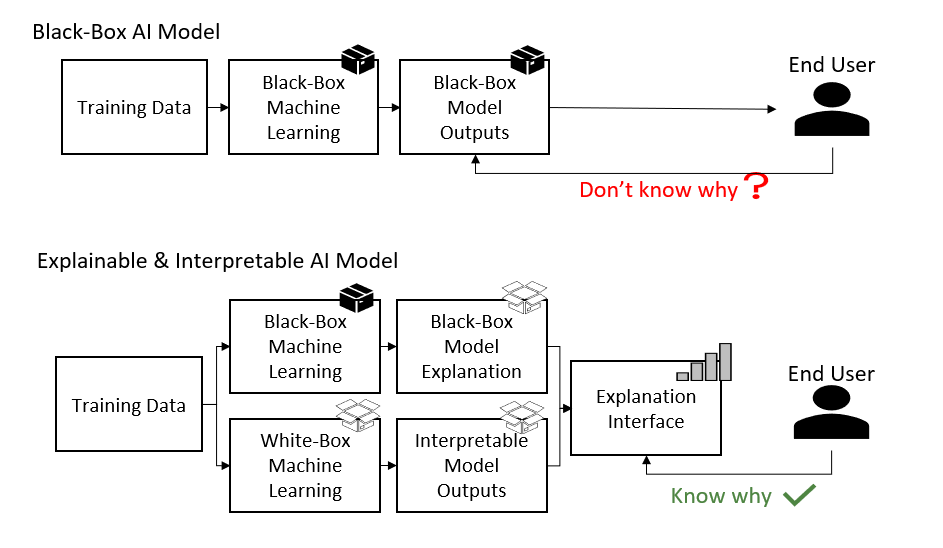 Black-Box AI Model
Training Data
Black-Box
Machine
Learning
Black-Box
Model
Outputs
End User
Don’t know why ?
Explainable & Interpretable AI Model
Training Data
Black-Box
Machine
Learning
Black-Box
Model
Explanation
White-Box
Machine
Learning
Interpretable
Model
Outputs
Explanation
Interface
End User
Know why